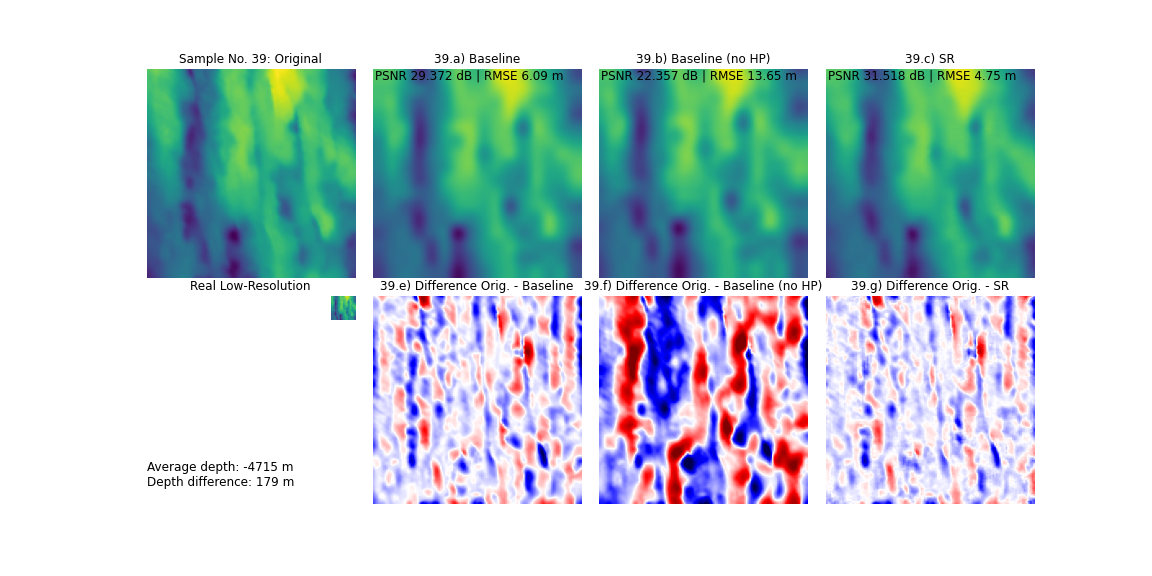 Sample No. 39: Original
39.a) Baseline
39.b) Baseline (no HP)
39.c) SR
PSNR 29.372 dB | RMSE 6.09 m
PSNR 22.357 dB | RMSE 13.65 m
PSNR 31.518 dB | RMSE 4.75 m
Real Low-Resolution
39.e) Difference Orig. - Baseline
39.f) Difference Orig. - Baseline (no HP)
39.g) Difference Orig. - SR
Average depth: -4715 m
Depth difference: 179 m